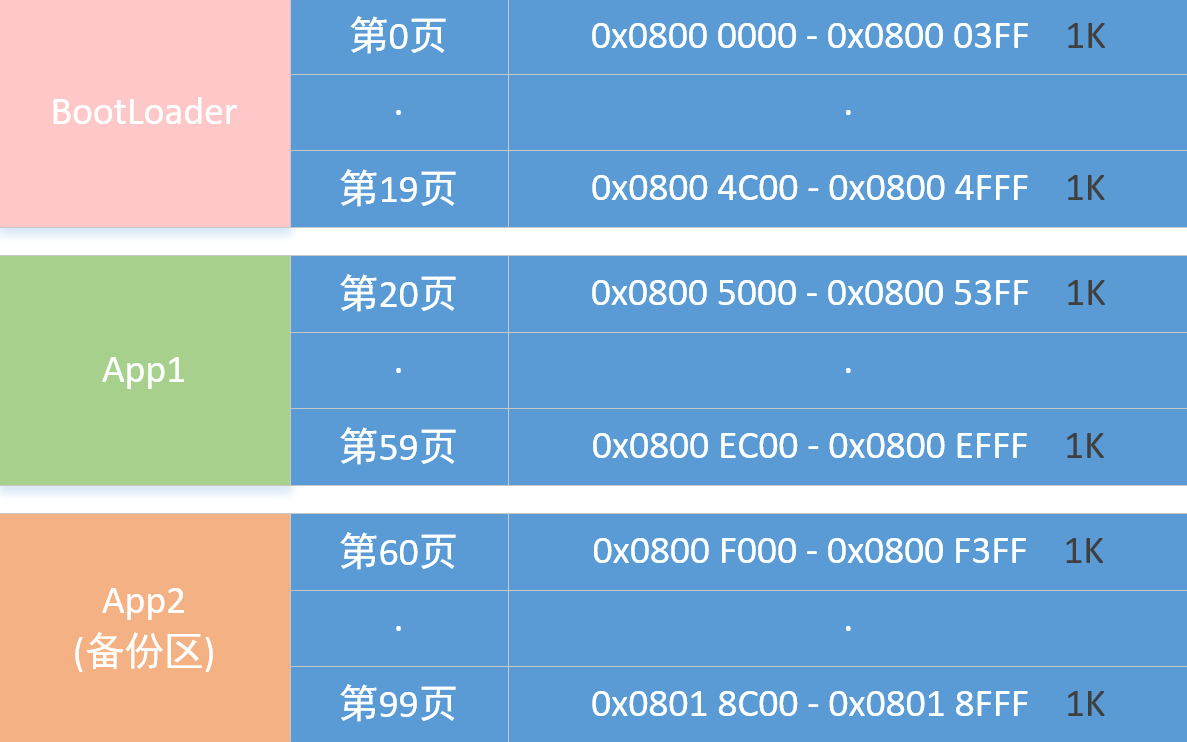 BootLoader
第0页 0x0800 0000 - 0x0800 03FF 1K
. .
第19页 0x0800 4C00 - 0x0800 4FFF 1K
App1
第20页 0x0800 5000 - 0x0800 53FF 1K
. .
第59页 0x0800 EC00 - 0x0800 EFFF 1K
App2
(备份区)
第60页 0x0800 F000 - 0x0800 F3FF 1K
. .
第99页 0x0801 8C00 - 0x0801 8FFF 1K